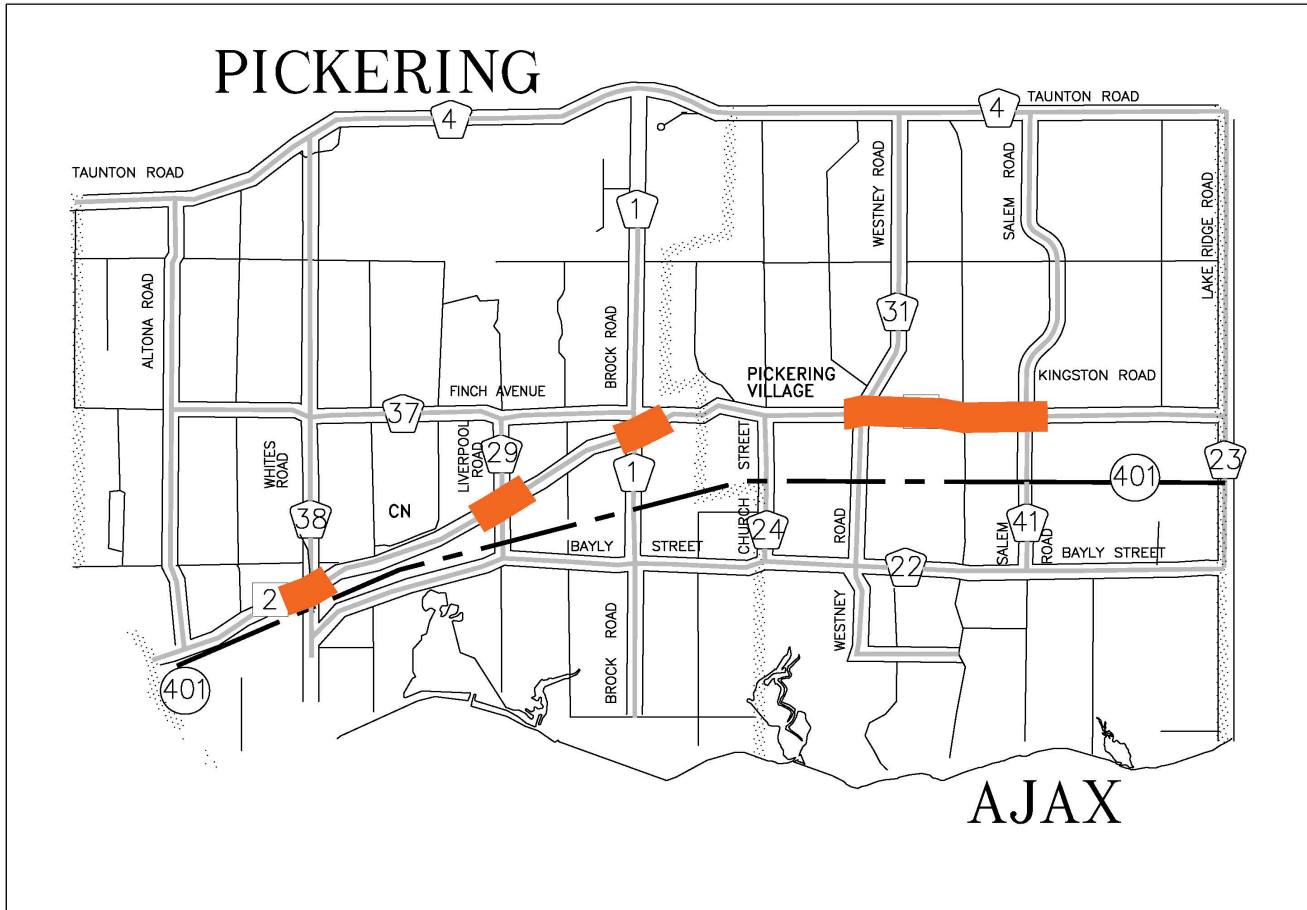 PICKERING
TAUNTON ROAD
4
4
TAUNTON ROAD
1
WESTNEY ROAD
SALEM ROAD
LAKE RIDGE ROAD
ALTONA ROAD
BROCK ROAD
31
FINCH AVENUE
PICKERING
VILLAGE
KINGSTON ROAD
37
WHITES
ROAD
LIVERPOOL
ROAD
29
1
CHURCH STREET
401
23
38
CN
24
ROAD
41
SALEM
ROAD
BAYLY STREET
22
BAYLY STREET
2
BROCK ROAD
WESTNEY
401
AJAX